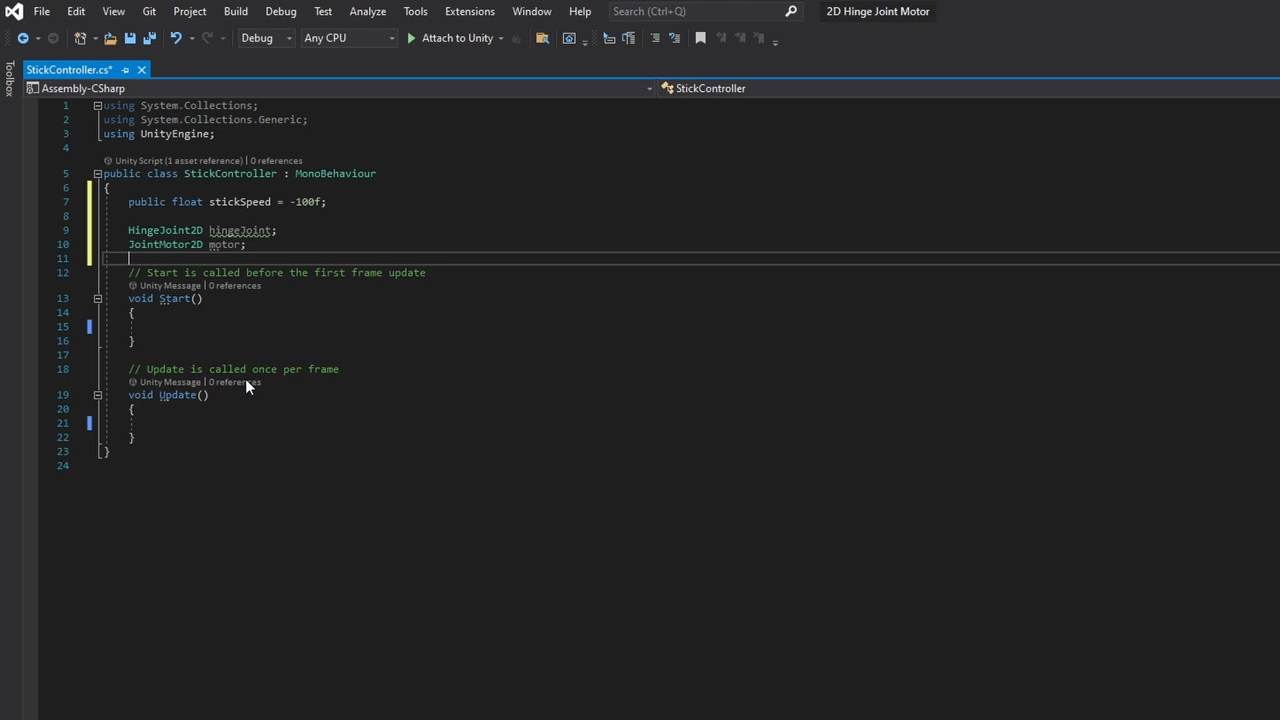 File Edit View Git Project Build Debug Test Analyze Tools Extensions Window Help Search (Ctrl+Q) 2D Hinge Joint Motor
Debug Any CPU Attach to Unity
Toolbox
StickController.cs*
Assembly-CSharp StickController
1 using System.Collections;
2 using System.Collections.Generic;
3 using UnityEngine;
4
Unity Script (1 asset reference) | 0 references
5 public class StickController : MonoBehaviour
6 {
7 public float stickSpeed = -100f;
8
9 HingeJoint2D hingeJoint;
10 JointMotor2D motor;
11
12 // Start is called before the first frame update
Unity Message | 0 references
13 void Start()
14 {
15
16 }
17
18 // Update is called once per frame
Unity Message | 0 references
19 void Update()
20 {
21
22 }
23 }
24